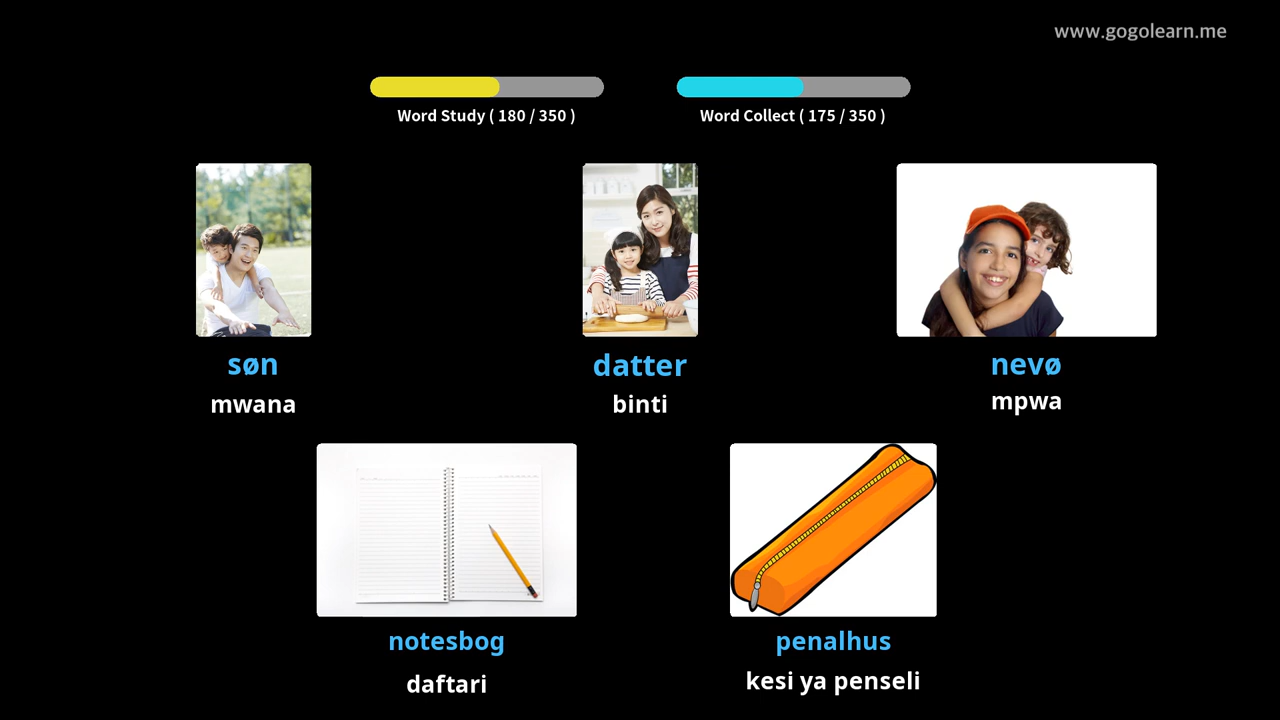 www.gogolearn.me
Word Study ( 180 / 350 )
Word Collect ( 175 / 350 )
søn
datter
nevø
mwana
binti
mpwa
notesbog
penalhus
daftari
kesi ya penseli